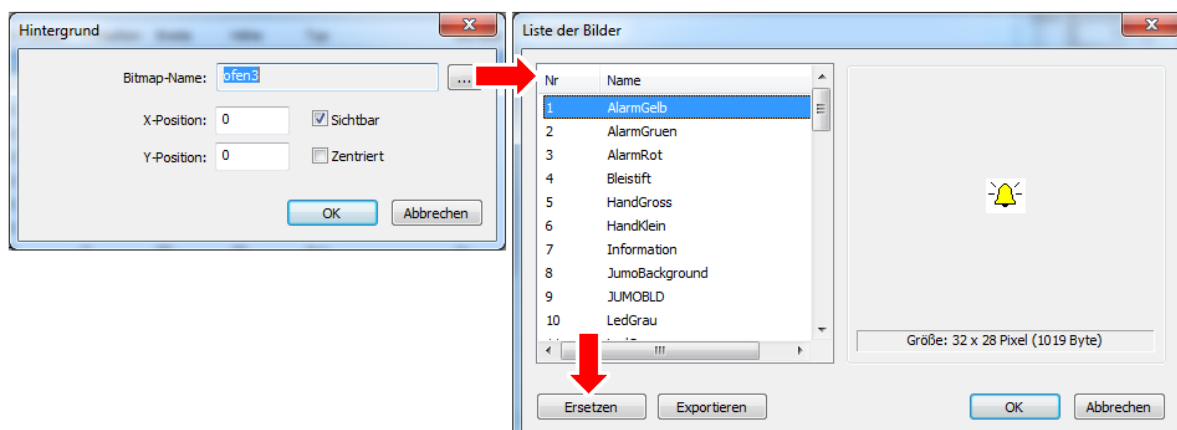 Hintergrund
Bitmap-Name: ofen3 ...
X-Position: 0 Sichtbar
Y-Position: 0 Zentriert
OK Abbrechen
Liste der Bilder
Nr Name
1 AlarmGelb
2 AlarmGruen
3 AlarmRot
4 Bleistift
5 HandGross
6 HandKlein
7 Information
8 JumoBackground
9 JUMOBLD
10 LedGrau
Größe: 32 x 28 Pixel (1019 Byte)
Ersetzen Exportieren OK Abbrechen